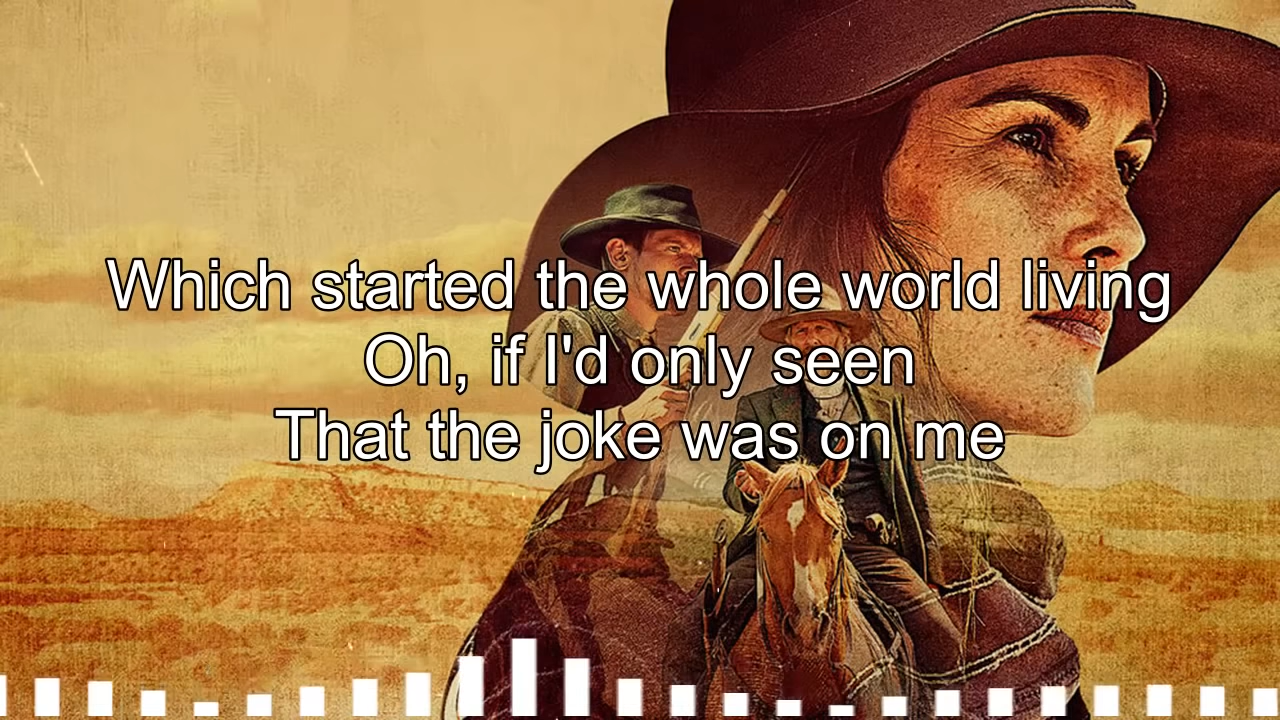 Which started the whole world living
Oh, if I'd only seen
That the joke was on me